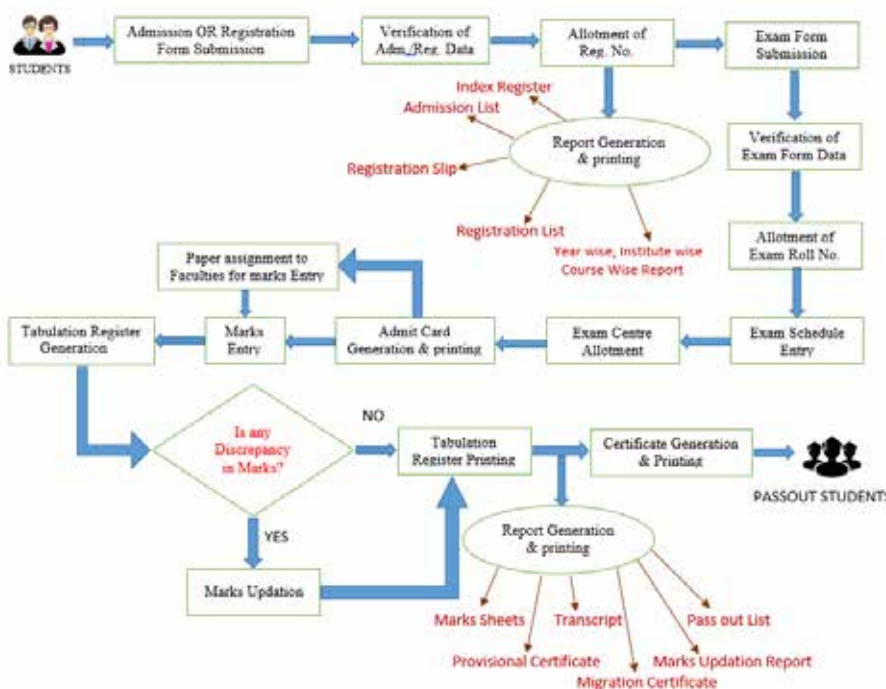 STUDENTS
Admission OR Registration
Form Submission
Verification of
Adm./Reg. Data
Allotment of
Reg. No.
Exam Form
Submission
Index Register
Admission List
Registration Slip
Report Generation
& printing
Registration List
Year wise, Institute wise
Course Wise Report
Verification of
Exam Form Data
Allotment of
Exam Roll No.
Paper assignment to
Faculties for marks Entry
Tabulation Register
Generation
Marks
Entry
Admit Card
Generation & printing
Exam Centre
Allotment
Exam Schedule
Entry
Is any
Discrepancy
in Marks?
NO
YES
Tabulation
Register Printing
Certificate Generation
& Printing
PASSOUT STUDENTS
Marks Updation
Report Generation
& printing
Marks Sheets
Transcript
Pass out List
Provisional Certificate
Marks Updation Report
Migration Certificate